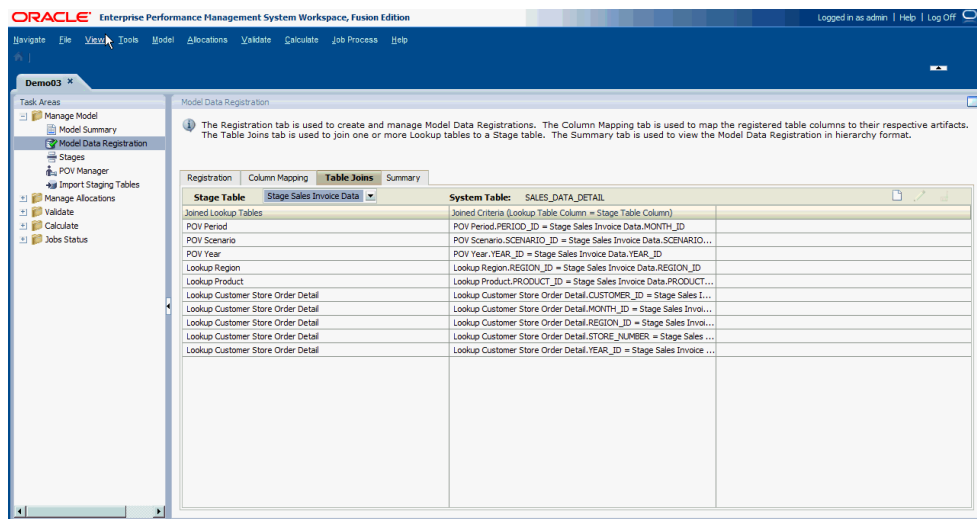 ORACLE Enterprise Performance Management System Workspace, Fusion Edition
Logged in as admin | Help | Log Off
Navigate File View Tools Model Allocations Validate Calculate Job Process Help
Demo03
Task Areas
Manage Model
Model Summary
Model Data Registration
Stages
POV Manager
Import Staging Tables
Manage Allocations
Validate
Calculate
Jobs Status
Model Data Registration
The Registration tab is used to create and manage Model Data Registrations. The Column Mapping tab is used to map the registered table columns to their respective artifacts.
The Table Joins tab is used to join one or more Lookup tables to a Stage table. The Summary tab is used to view the Model Data Registration in hierarchy format.
Registration Column Mapping Table Joins Summary
Stage Table Stage Sales Invoice Data System Table: SALES_DATA_DETAIL
Joined Lookup Tables Joined Criteria (Lookup Table Column = Stage Table Column)
POV Period POV Period.PERIOD_ID = Stage Sales Invoice Data.MONTH_ID
POV Scenario POV Scenario.SCENARIO_ID = Stage Sales Invoice Data.SCENARIO...
POV Year POV Year.YEAR_ID = Stage Sales Invoice Data.YEAR_ID
Lookup Region Lookup Region.REGION_ID = Stage Sales Invoice Data.REGION_ID
Lookup Product Lookup Product.PRODUCT_ID = Stage Sales Invoice Data.PRODUCT...
Lookup Customer Store Order Detail Lookup Customer Store Order Detail.CUSTOMER_ID = Stage Sales I...
Lookup Customer Store Order Detail Lookup Customer Store Order Detail.MONTH_ID = Stage Sales Invoi...
Lookup Customer Store Order Detail Lookup Customer Store Order Detail.REGION_ID = Stage Sales Invoi...
Lookup Customer Store Order Detail Lookup Customer Store Order Detail.STORE_NUMBER = Stage Sales ...
Lookup Customer Store Order Detail Lookup Customer Store Order Detail.YEAR_ID = Stage Sales Invoice ...